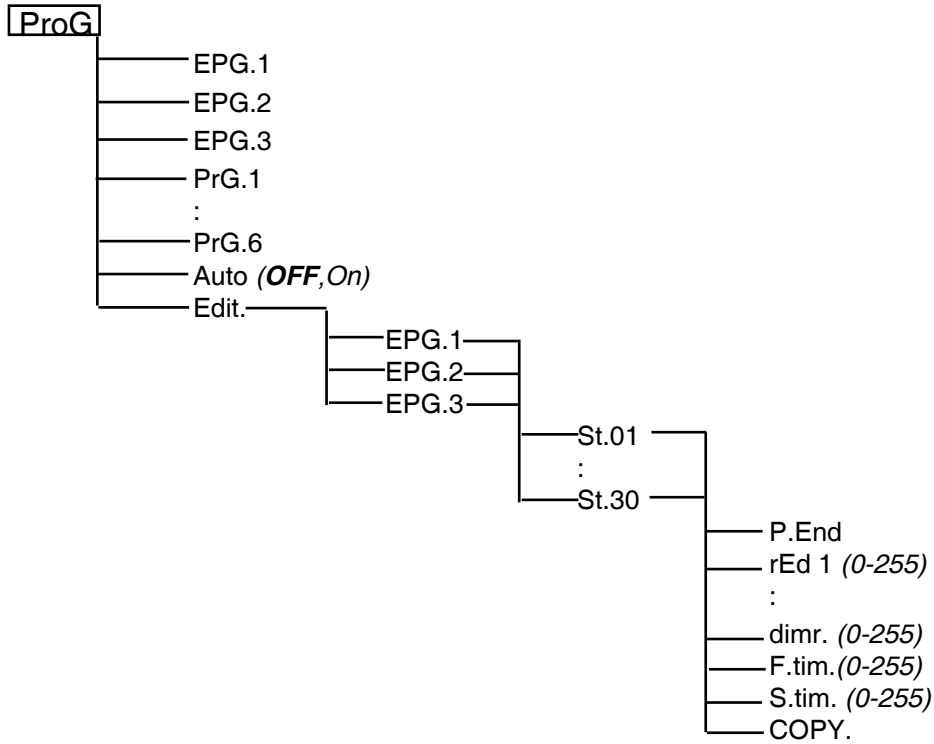 ProG
EPG.1
EPG.2
EPG.3
PrG.1
:
PrG.6
Auto (OFF,On)
Edit.
EPG.1
EPG.2
EPG.3
St.01
:
St.30
P.End
rEd 1 (0-255)
:
dimr. (0-255)
F.tim.(0-255)
S.tim. (0-255)
COPY.